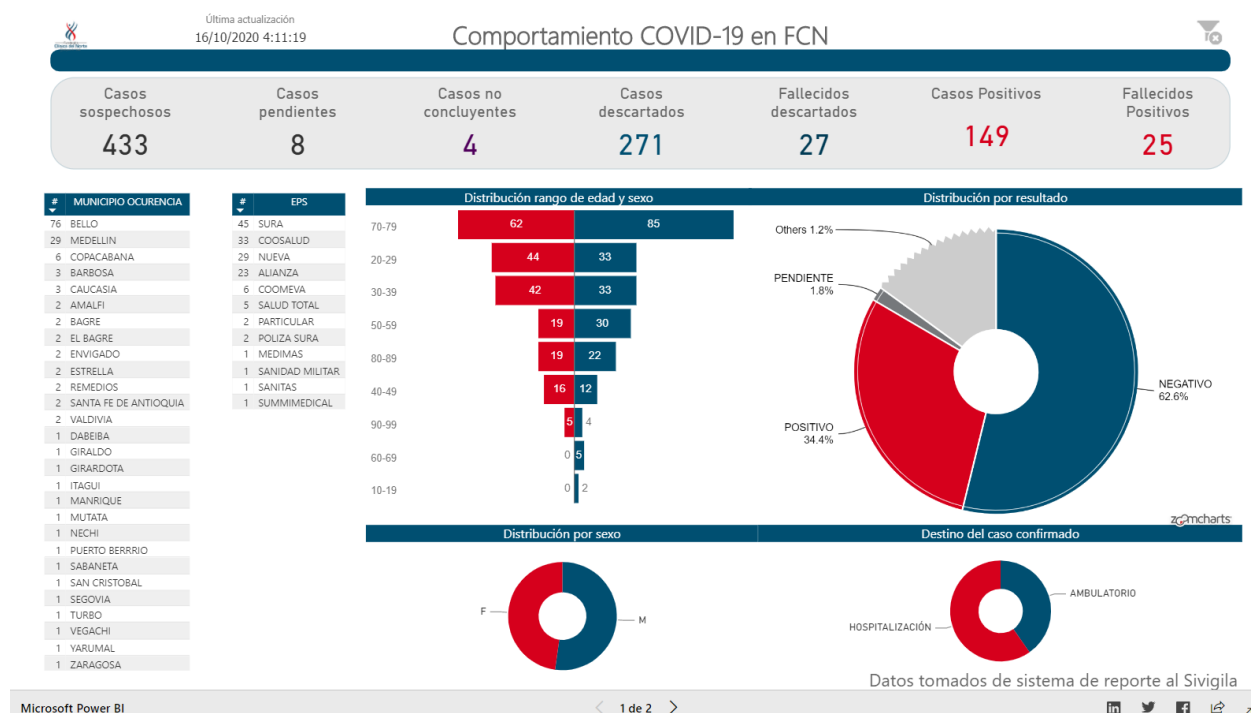 Última actualización
16/10/2020 4:11:19
Comportamiento COVID-19 en FCN
Casos sospechosos
433
Casos pendientes
8
Casos no concluyentes
4
Casos descartados
271
Fallecidos descartados
27
Casos Positivos
149
Fallecidos Positivos
25
# MUNICIPIO OCURENCIA
76 BELLO
29 MEDELLIN
6 COPACABANA
3 BARBOSA
3 CAUCASIA
2 AMALFI
2 BAGRE
2 EL BAGRE
2 ENVIGADO
2 ESTRELLA
2 REMEDIOS
2 SANTA FE DE ANTIOQUIA
2 VALDIVIA
1 DABEIBA
1 GIRALDO
1 GIRARDOTA
1 ITAGUI
1 MANRIQUE
1 MUTATA
1 NECHI
1 PUERTO BERRRIO
1 SABANETA
1 SAN CRISTOBAL
1 SEGOVIA
1 TURBO
1 VEGACHI
1 YARUMAL
1 ZARAGOSA
# EPS
45 SURA
33 COOSALUD
29 NUEVA
23 ALIANZA
6 COOMEVA
5 SALUD TOTAL
2 PARTICULAR
2 POLIZA SURA
1 MEDIMAS
1 SANIDAD MILITAR
1 SANITAS
1 SUMMIMEDICAL
Distribución rango de edad y sexo
70-79 62 85
20-29 44 33
30-39 42 33
50-59 19 30
80-89 19 22
40-49 16 12
90-99 5 4
60-69 0 5
10-19 0 2
Distribución por resultado
Others 1.2%
PENDIENTE
1.8%
POSITIVO
34.4%
NEGATIVO
62.6%
zoomcharts
Distribución por sexo
F
M
Destino del caso confirmado
AMBULATORIO
HOSPITALIZACIÓN
Datos tomados de sistema de reporte al Sivigila
Microsoft Power BI
1 de 2